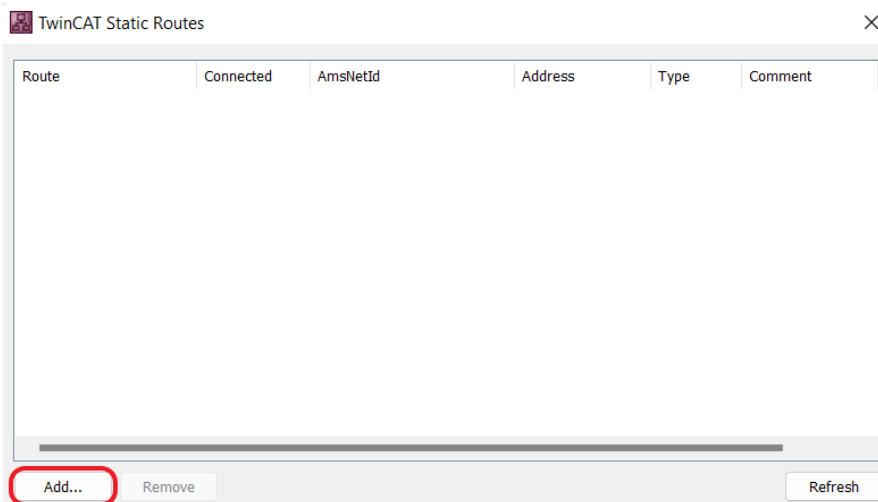 TwinCAT Static Routes
Route Connected AmsNetId Address Type Comment
Add... Remove Refresh